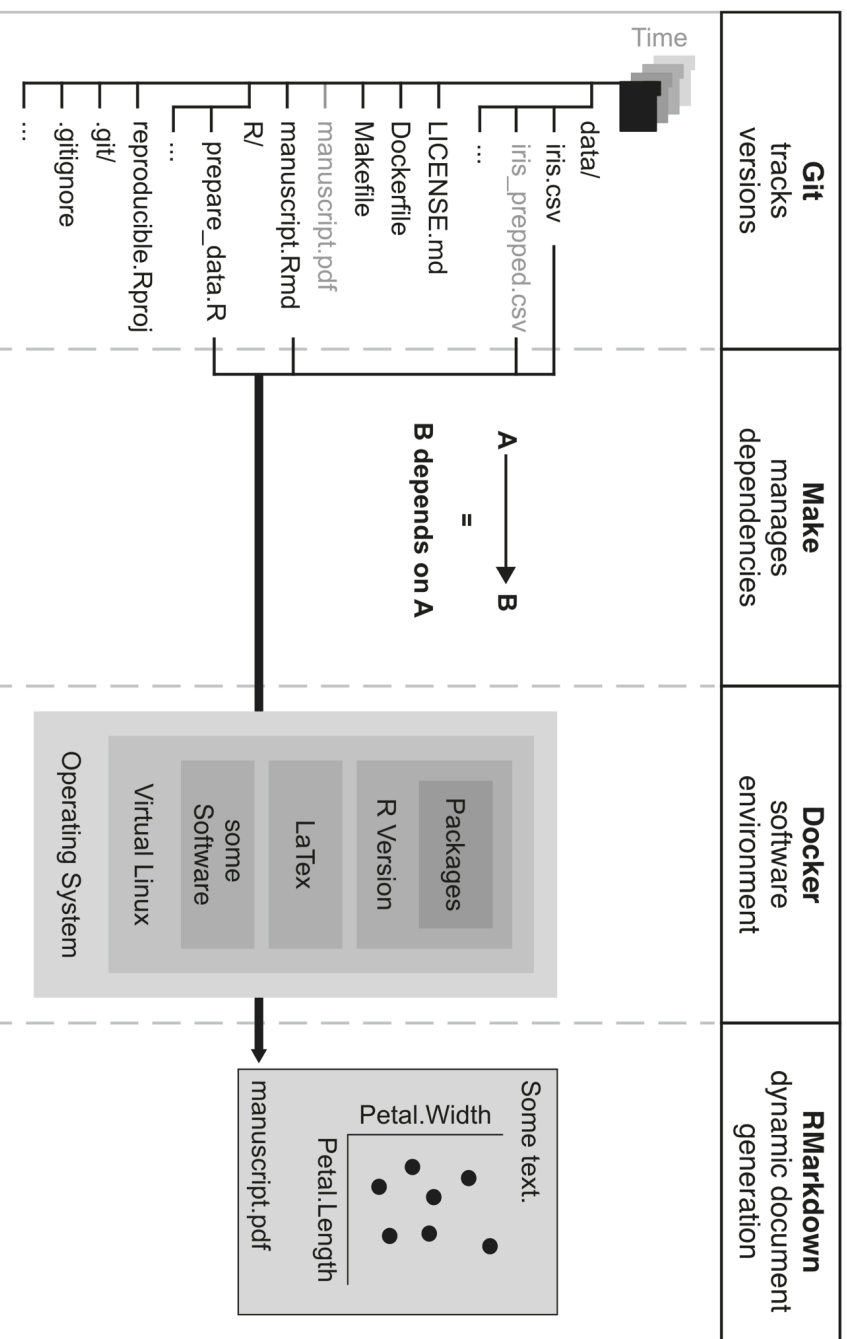 Git
tracks
versions
Make
manages
dependencies
Docker
software
environment
RMarkdown
dynamic document
generation
Time
data/
iris.csv
iris_prepped.csv
...
LICENSE.md
Dockerfile
Makefile
manuscript.pdf
manuscript.Rmd
R/
prepare_data.R
...
reproducible.Rproj
.git/
.gitignore
...
A
B
=
B depends on A
Packages
R Version
LaTex
some
Software
Virtual Linux
Operating System
Some text.
Petal.Width
Petal.Length
manuscript.pdf